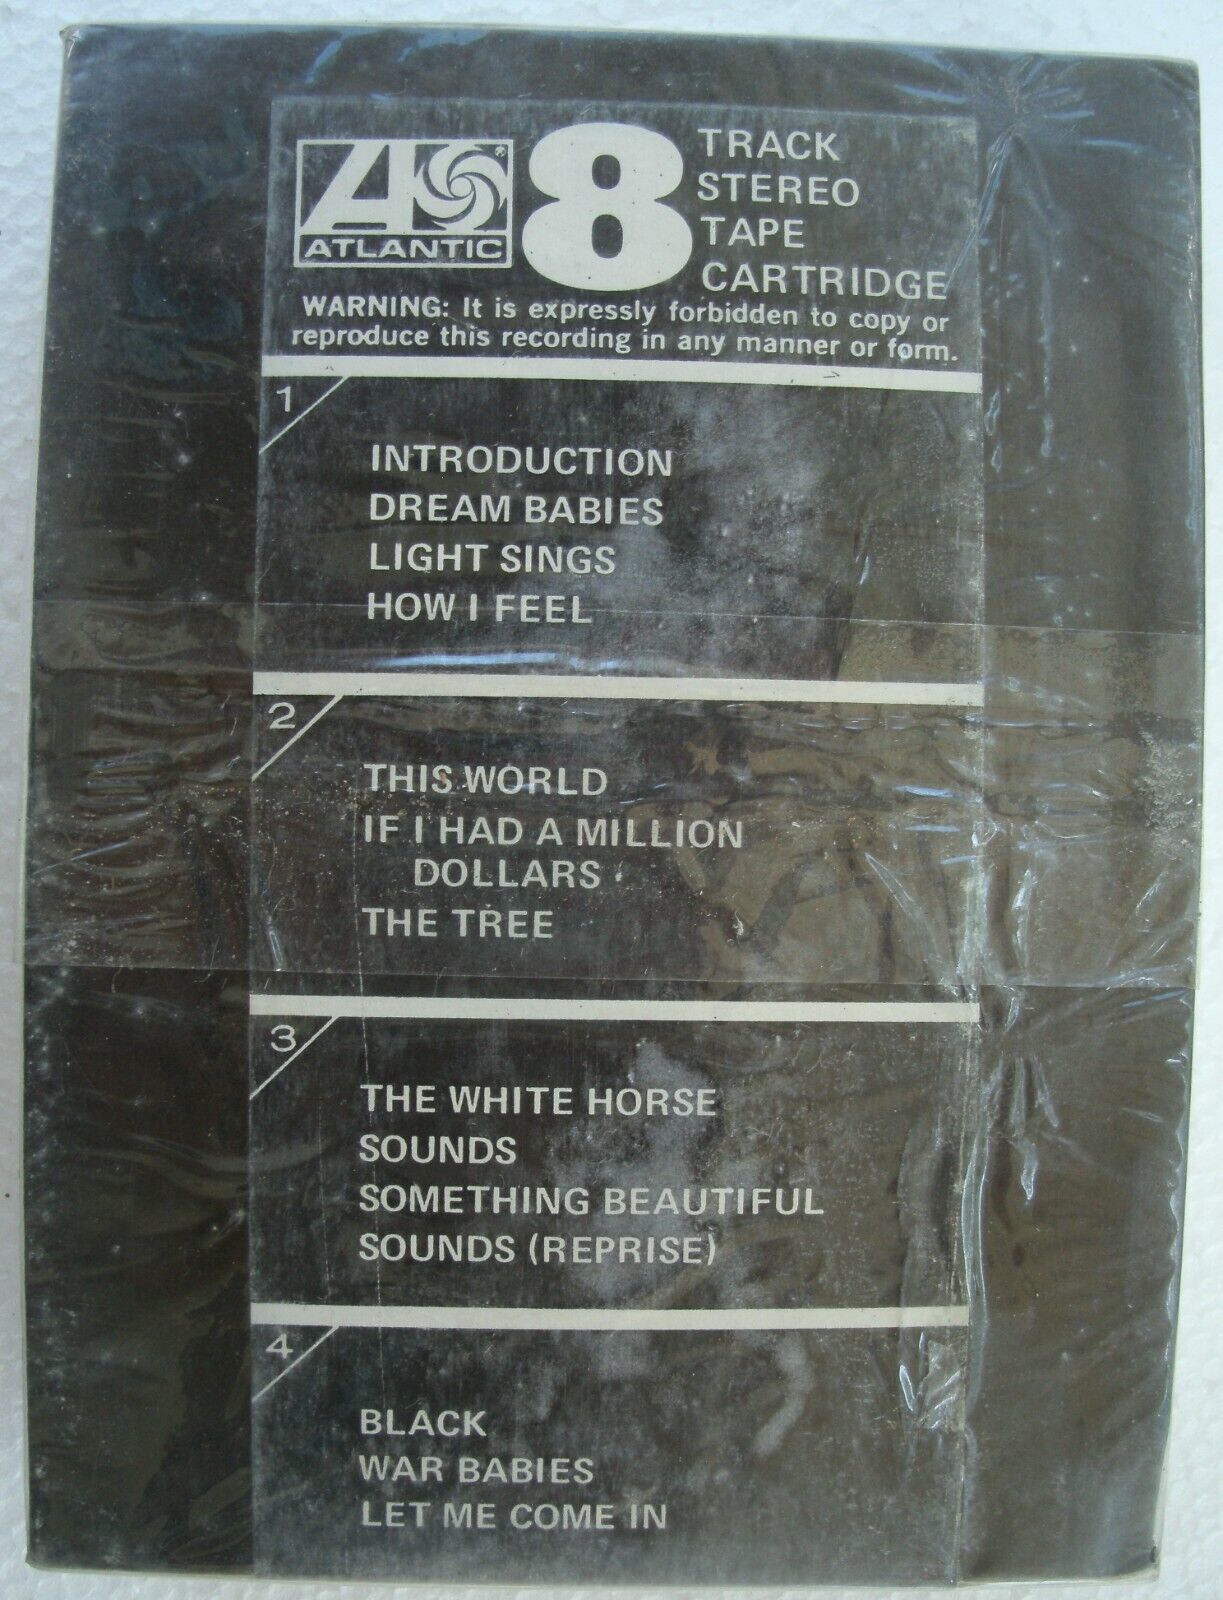 ATLANTIC
®
8
TRACK
STEREO
TAPE
CARTRIDGE
WARNING: It is expressly forbidden to copy or
reproduce this recording in any manner or form.
1
INTRODUCTION
DREAM BABIES
LIGHT SINGS
HOW I FEEL
2
THIS WORLD
IF I HAD A MILLION
DOLLARS
THE TREE
3
THE WHITE HORSE
SOUNDS
SOMETHING BEAUTIFUL
SOUNDS (REPRISE)
4
BLACK
WAR BABIES
LET ME COME IN